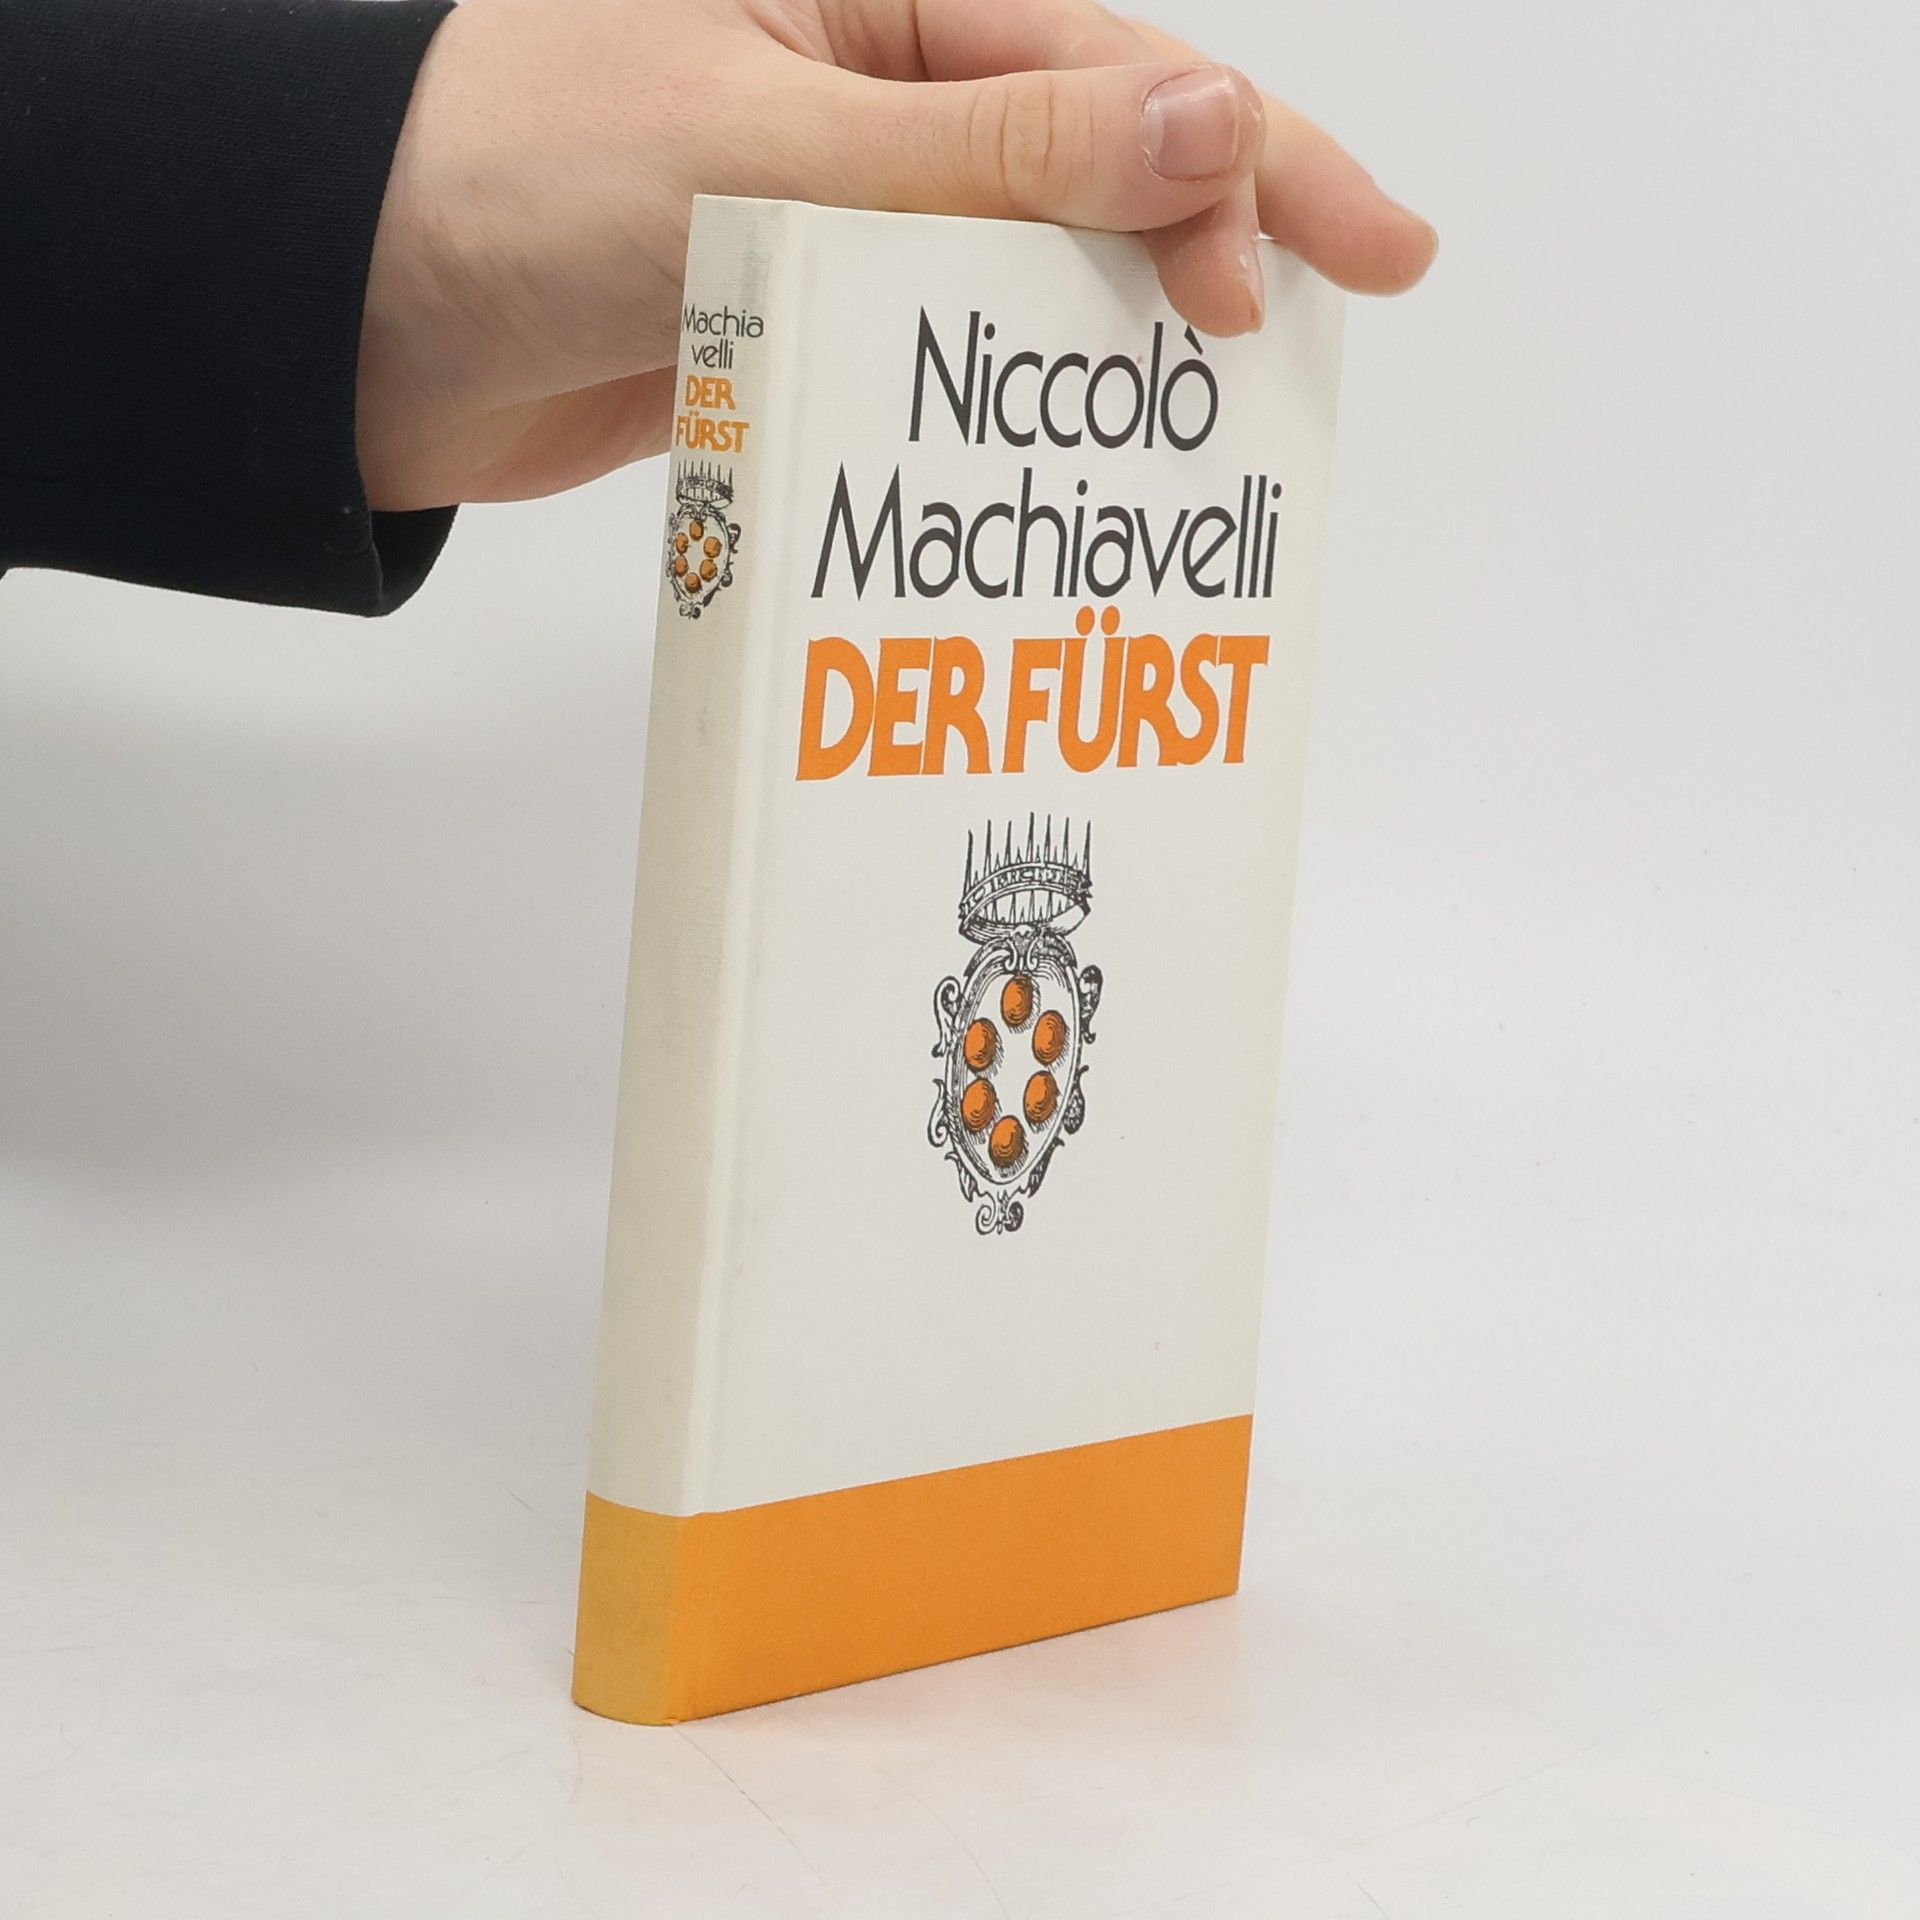 Machia
velli
DER
FÜRST
Niccolò
Machiavelli
DER FÜRST